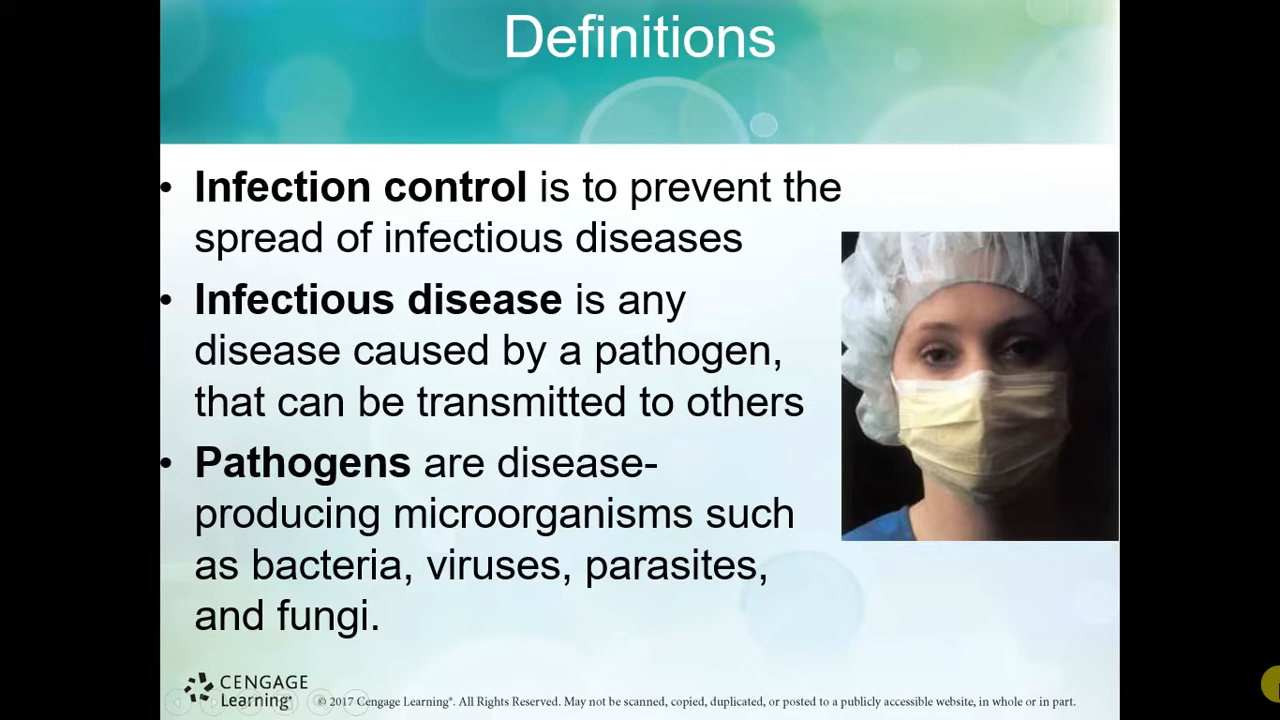 Definitions
• Infection control is to prevent the
spread of infectious diseases
• Infectious disease is any
disease caused by a pathogen,
that can be transmitted to others
• Pathogens are disease-
producing microorganisms such
as bacteria, viruses, parasites,
and fungi.
CENGAGE
Learning®
© 2017 Cengage Learning®. All Rights Reserved. May not be scanned, copied, duplicated, or posted to a publicly accessible website, in whole or in part.